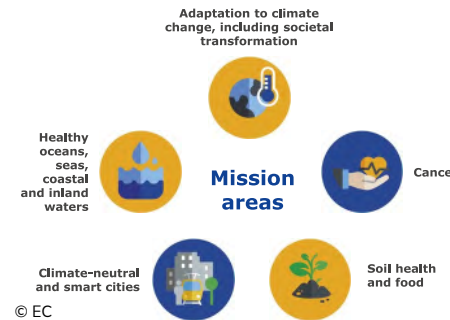 Adaptation to climate
change, including societal
transformation
Healthy
oceans,
seas,
coastal
and inland
waters
Mission
areas
Cance
Climate-neutral
and smart cities
Soil health
and food
© EC